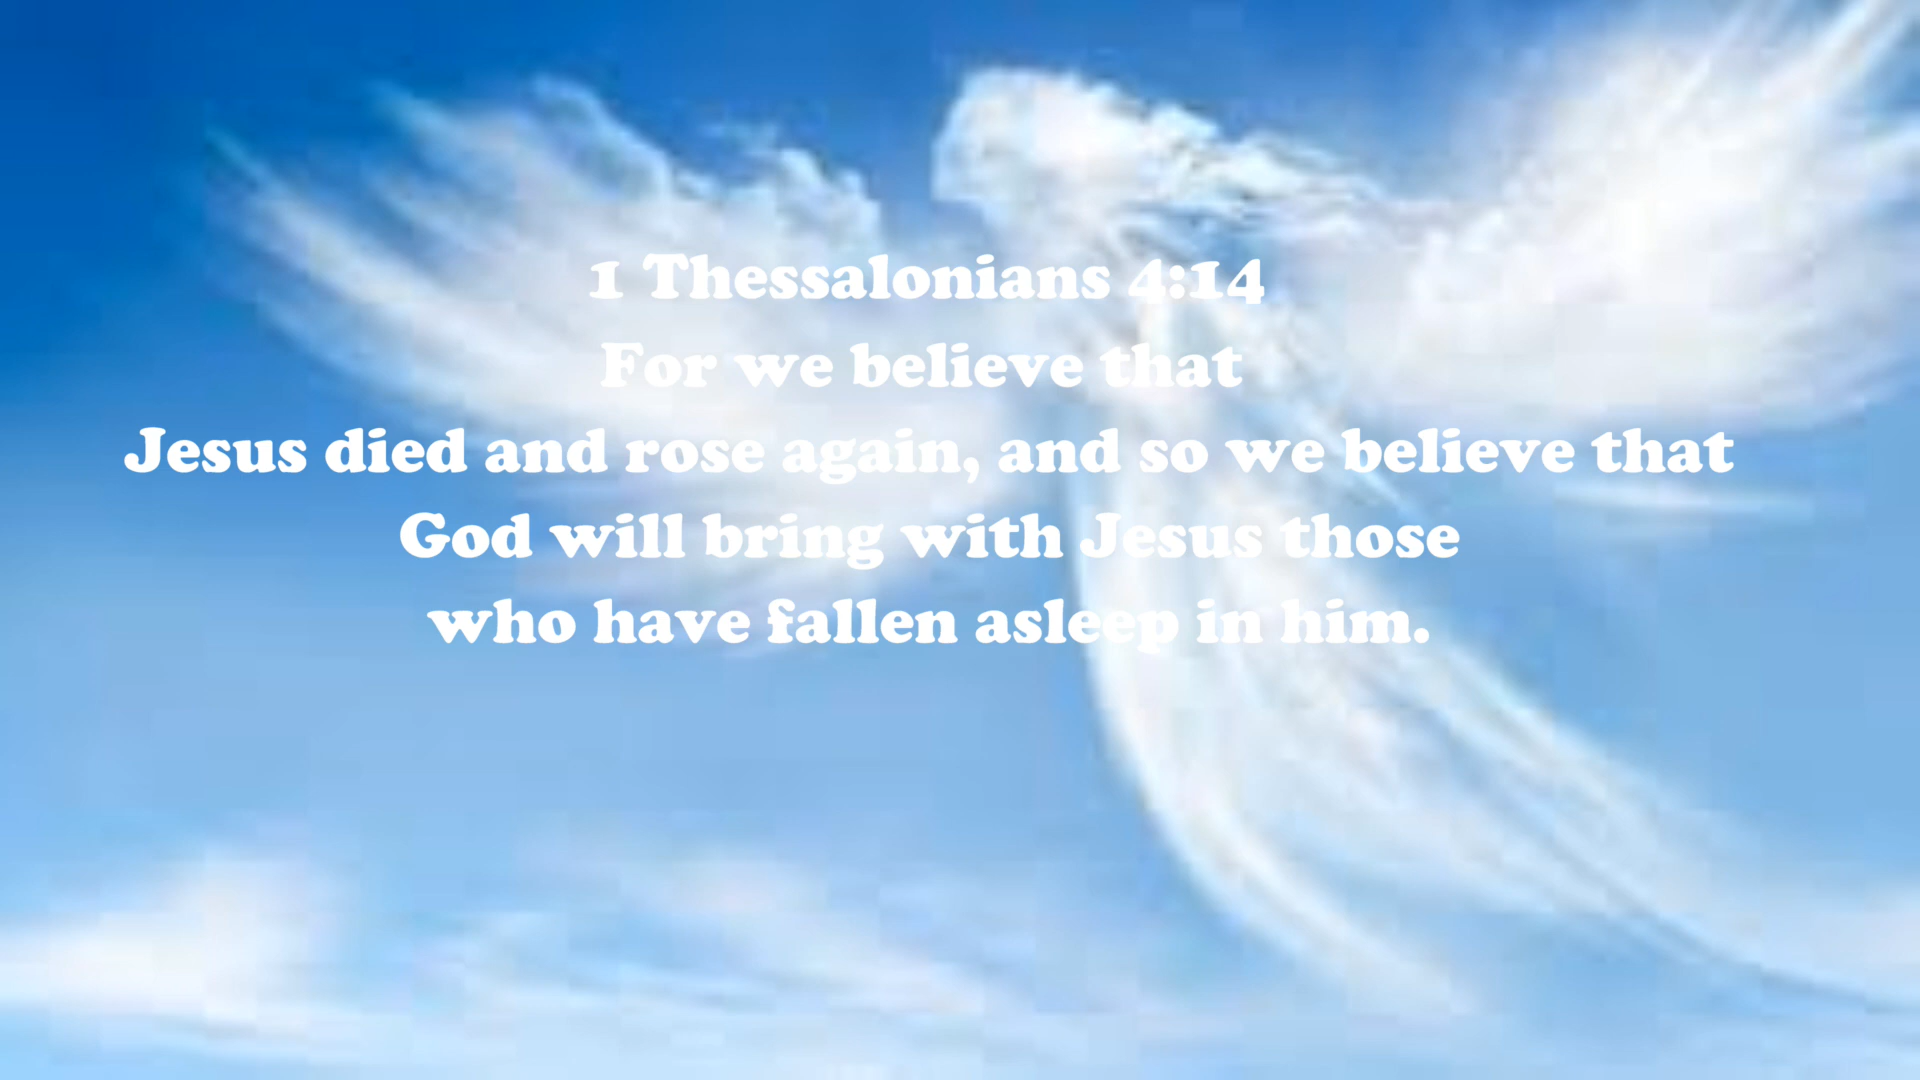 1 Thessalonians 4:14
For we believe that
Jesus died and rose again, and so we believe that
God will bring with Jesus those
who have fallen asleep in him.